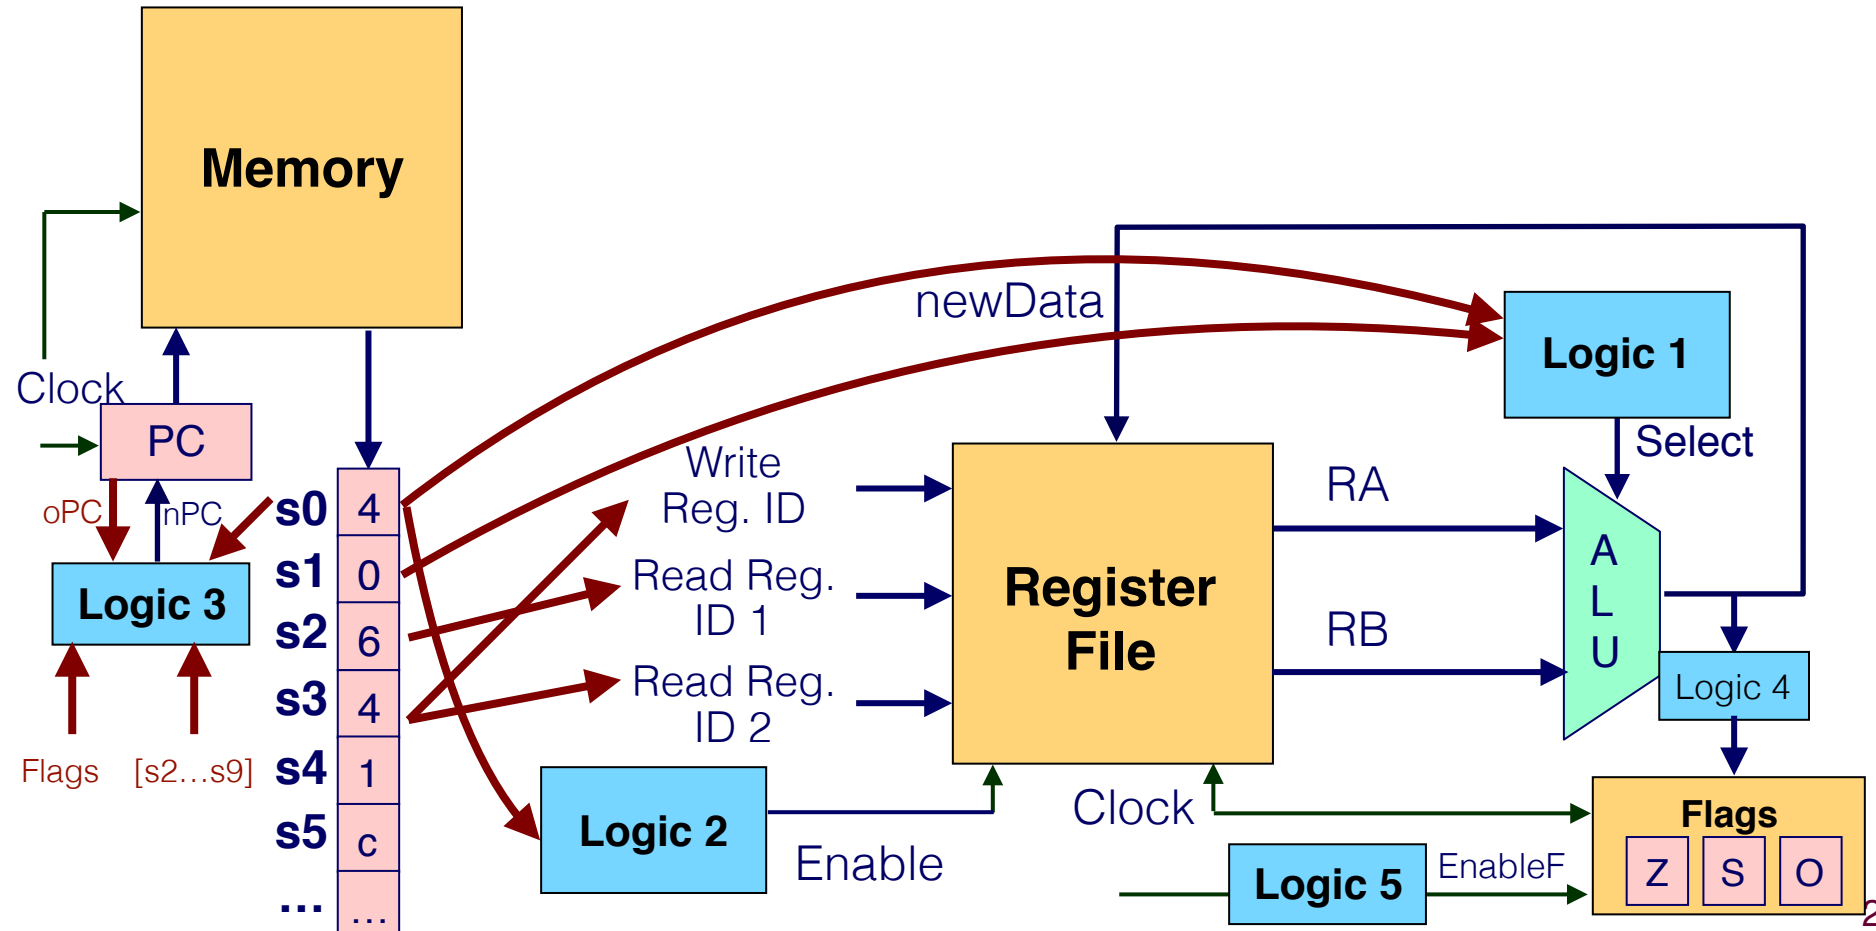 Memory
Clock
PC
oPC
nPC
Logic 3
Flags
[s2...s9]
s0 4
s1 0
s2 6
s3 4
s4 1
s5 c
... ...
newData
Write
Reg. ID
Read Reg.
ID 1
Read Reg.
ID 2
Logic 2
Enable
Register
File
Clock
RA
RB
Logic 1
Select
A
L
U
Logic 4
Logic 5
EnableF
Flags
Z S O
2